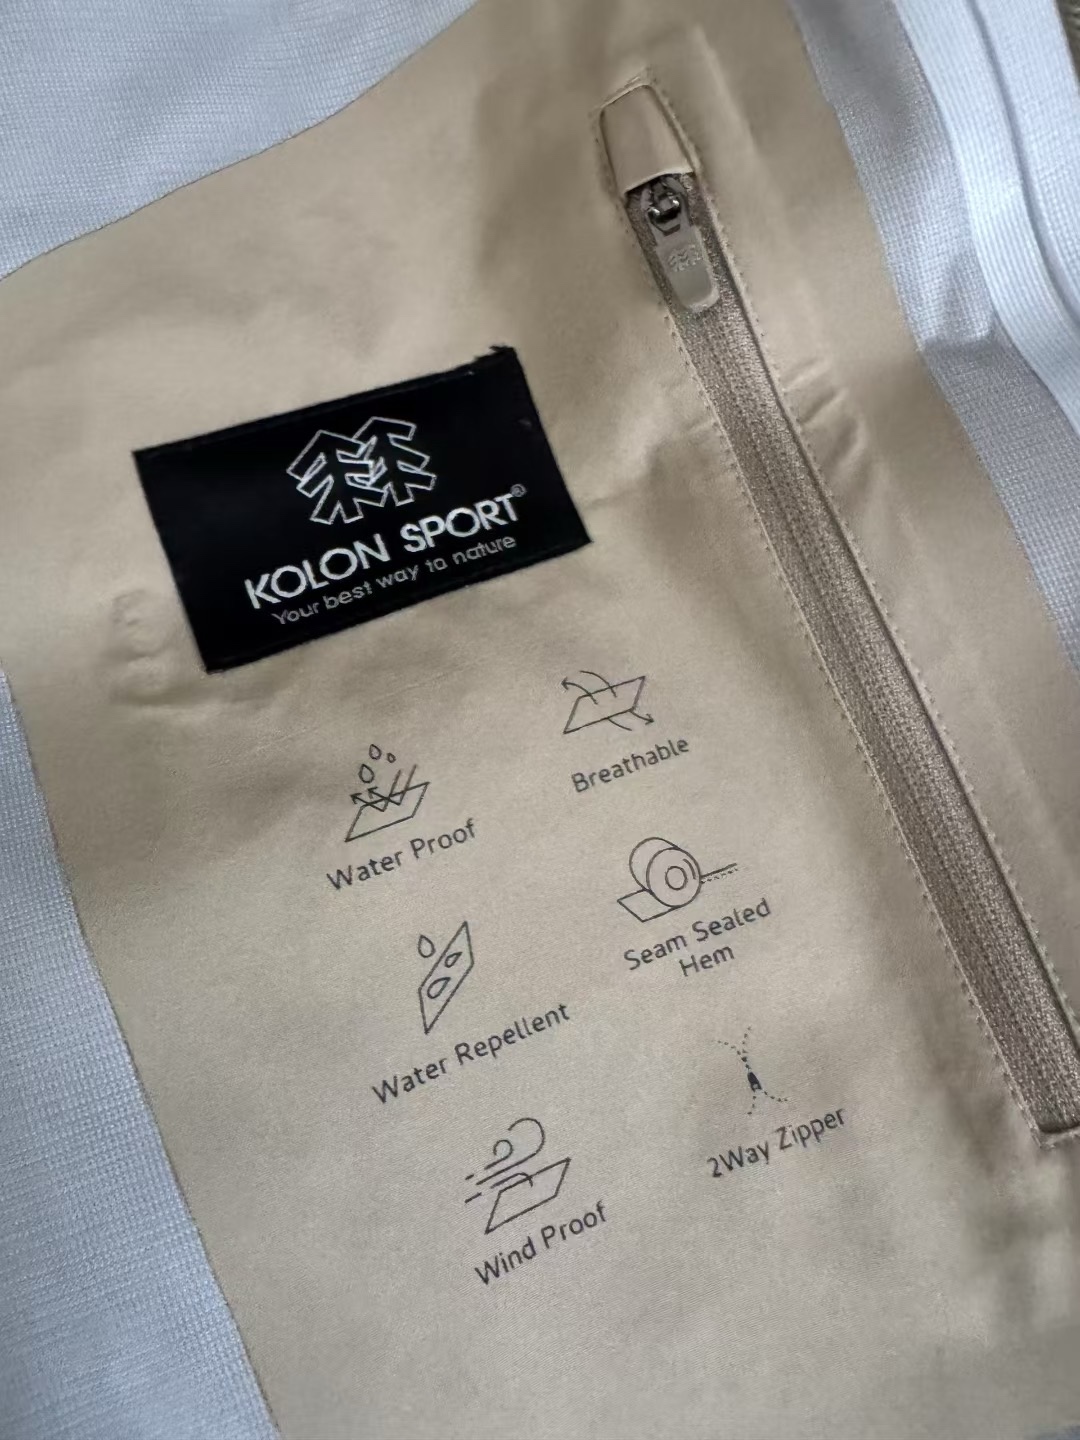 KOLON SPORT®
Your best way to nature
Water Proof
Breathable
Water Repellent
Seam Sealed
Hem
Wind Proof
2Way Zipper